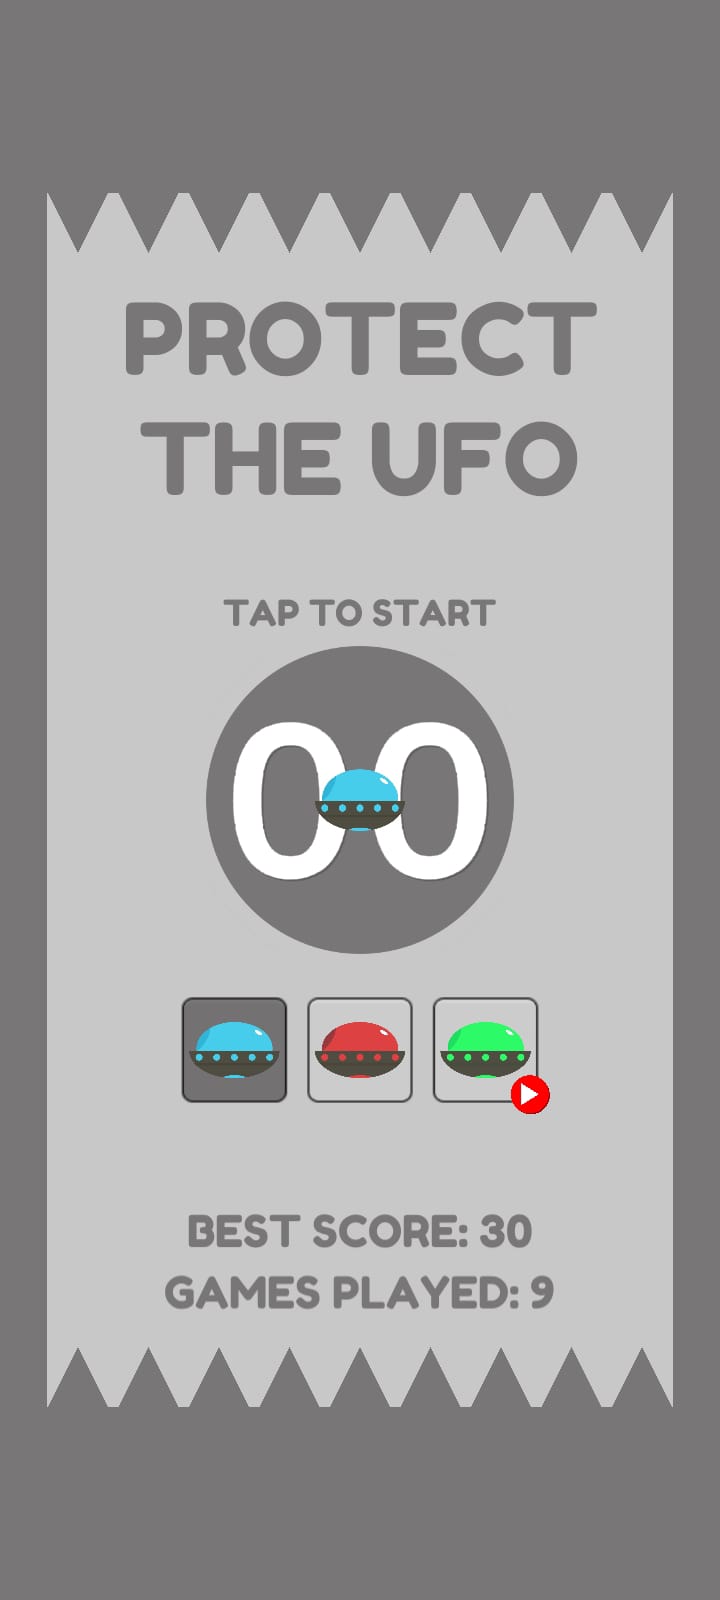 PROTECT
THE UFO
TAP TO START
00
BEST SCORE: 30
GAMES PLAYED: 9